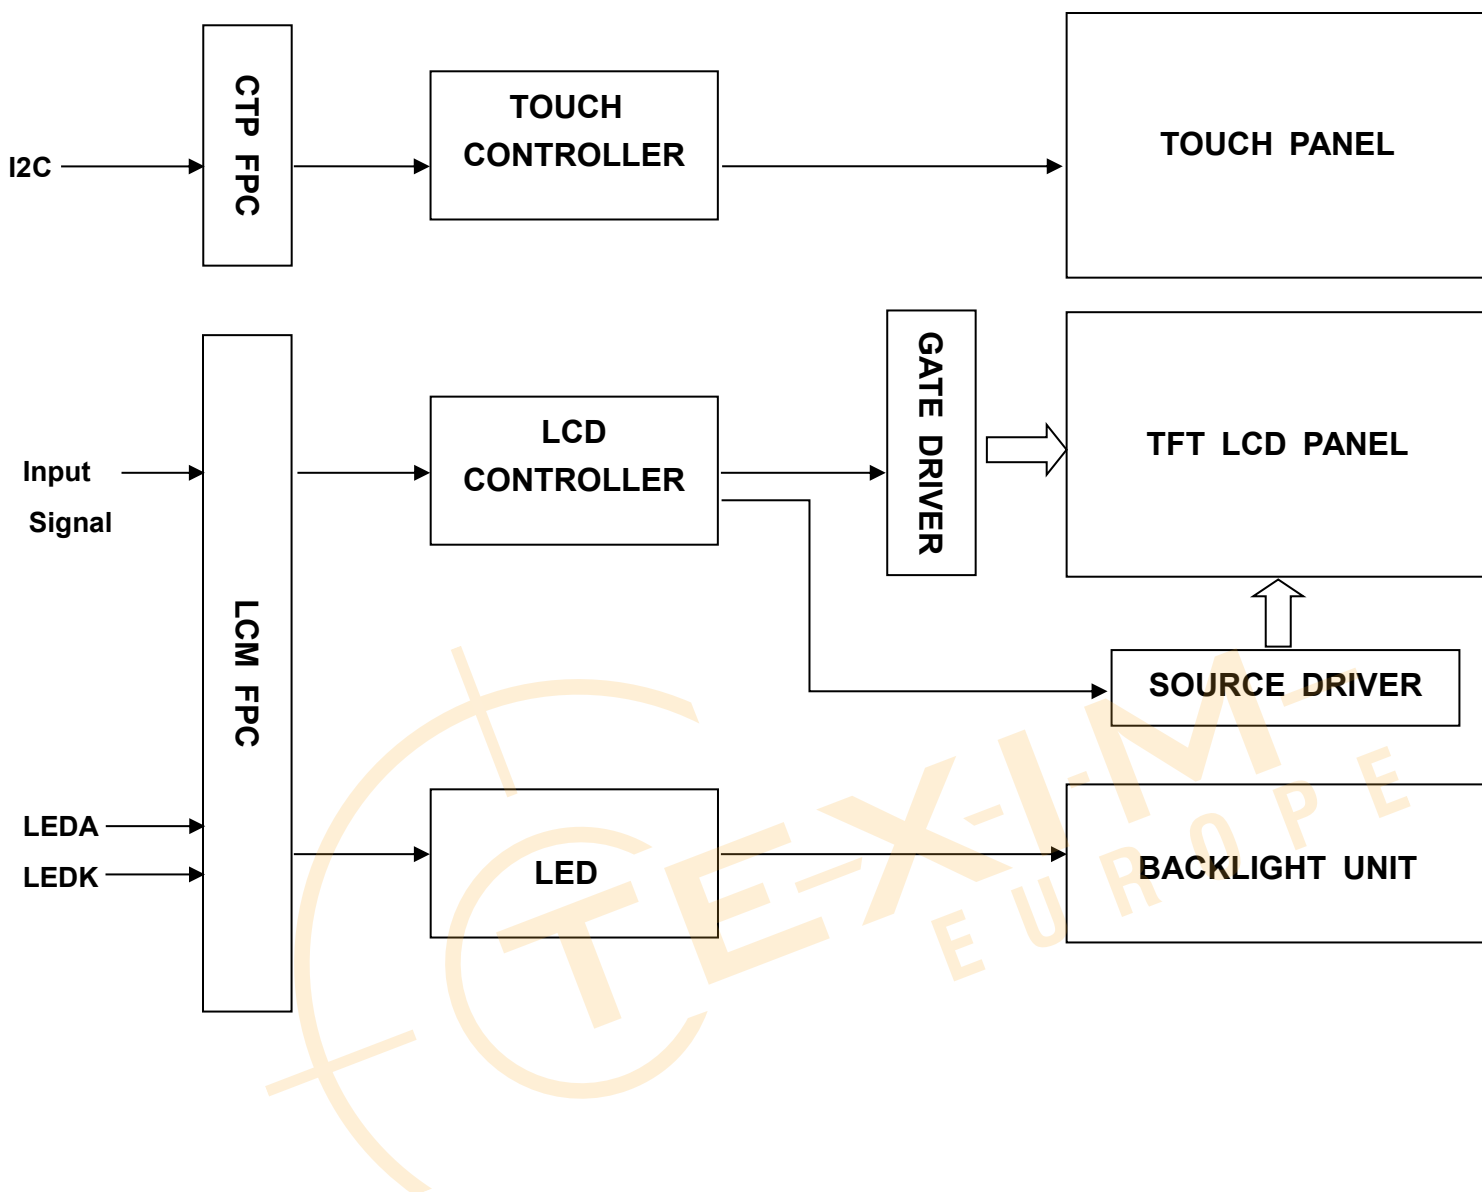 CTP FPC
TOUCH
CONTROLLER
TOUCH PANEL
I2C
GATE DRIVER
LCD
CONTROLLER
TFT LCD PANEL
Input
Signal
LCM FPC
SOURCE DRIVER
LEDA
LEDK
LED
BACKLIGHT UNIT
TEXIM
EUROPE